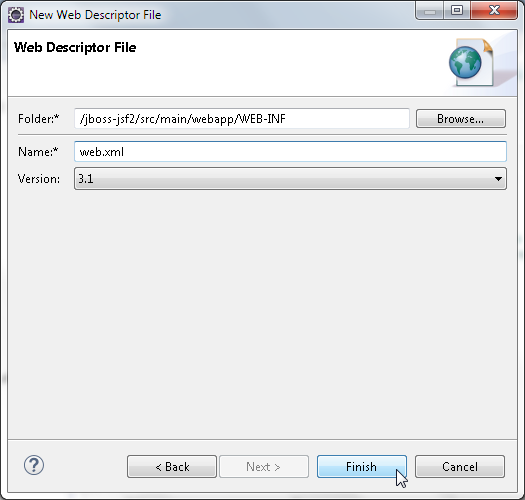 New Web Descriptor File
Web Descriptor File
Folder:* /jboss-jsf2/src/main/webapp/WEB-INF Browse...
Name:* web.xml
Version: 3.1
? < Back Next > Finish Cancel